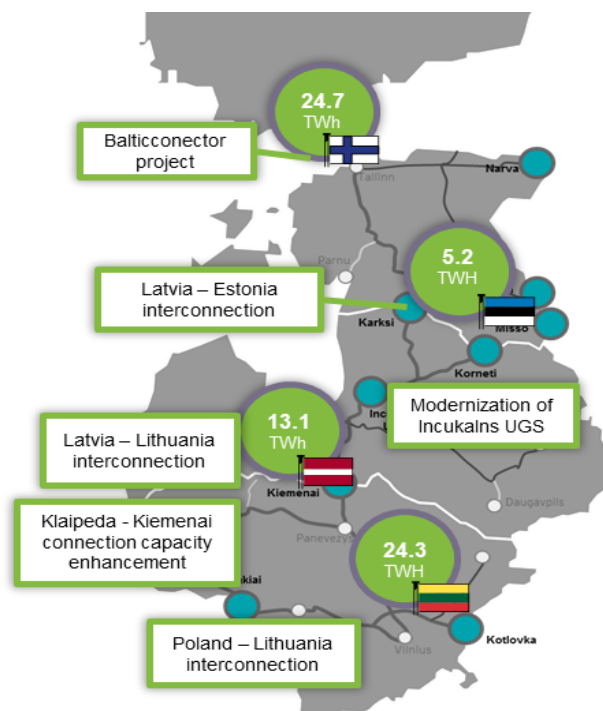 24.7
TWh
Balticconector
project
Tallinn
Narva
Parnu
5.2
TWH
Latvia – Estonia
interconnection
Karksi
Misso
Korneti
13.1
TWh
Modernization of
Incukalns UGS
Latvia – Lithuania
interconnection
Kiemenai
Daugavpils
Klaipeda - Kiemenai
connection capacity
enhancement
Panevezys
24.3
TWH
Poland – Lithuania
interconnection
Vilnius
Kotlovka